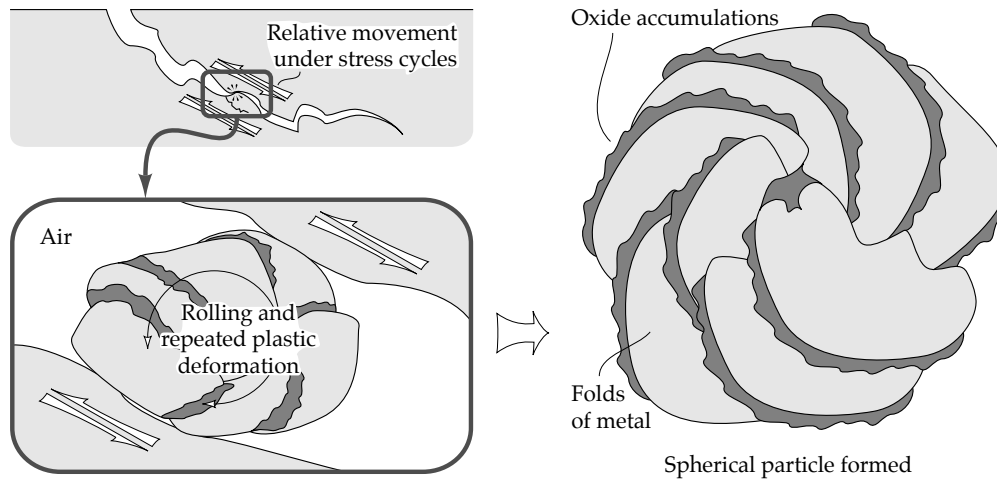 Relative movement
under stress cycles
Air
Rolling and
repeated plastic
deformation
Oxide accumulations
Folds
of metal
Spherical particle formed